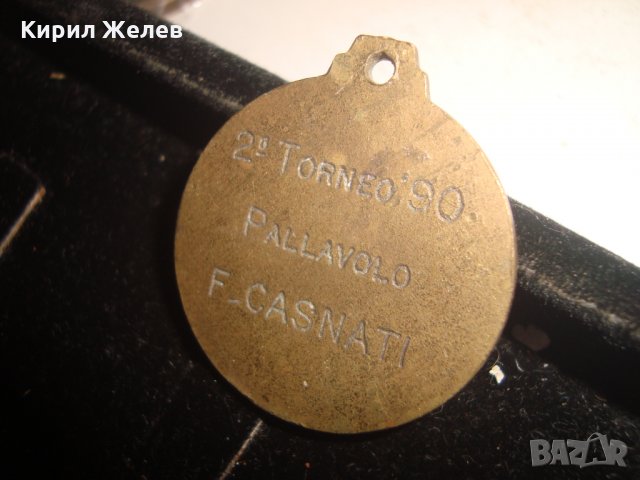 Кирил Желев
2º TORNEO '90
PALLAVOLO
F. CASNATI
BAZAR